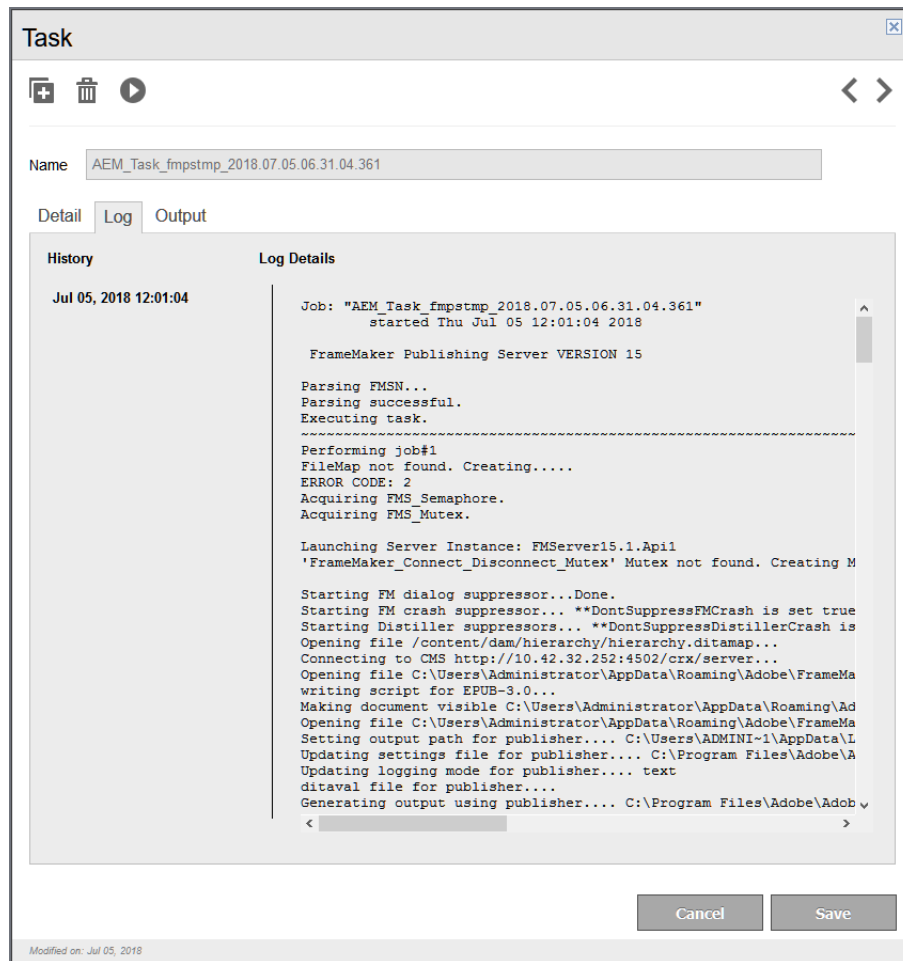 Task
Name AEM_Task_fmpstmp_2018.07.05.06.31.04.361
Detail Log Output
History Log Details
Jul 05, 2018 12:01:04
Job: "AEM_Task_fmpstmp_2018.07.05.06.31.04.361"
started Thu Jul 05 12:01:04 2018
FrameMaker Publishing Server VERSION 15
Parsing FMSN...
Parsing successful.
Executing task.
~~~~~~~~~~~~~~~~~~~~~~~~~~~~~~~~~~~~~~~~~~~~~~~~~~~~~~~~~~~~~~~~~
Performing job#1
FileMap not found. Creating.....
ERROR CODE: 2
Acquiring FMS_Semaphore.
Acquiring FMS_Mutex.
Launching Server Instance: FMServer15.1.Api1
'FrameMaker_Connect_Disconnect_Mutex' Mutex not found. Creating M
Starting FM dialog suppressor...Done.
Starting FM crash suppressor... **DontSuppressFMCrash is set true
Starting Distiller suppressors... **DontSuppressDistillerCrash is
Opening file /content/dam/hierarchy/hierarchy.ditamap...
Connecting to CMS http://10.42.32.252:4502/crx/server...
Opening file C:\Users\Administrator\AppData\Roaming\Adobe\FrameMa
writing script for EPUB-3.0...
Making document visible C:\Users\Administrator\AppData\Roaming\Ad
Opening file C:\Users\Administrator\AppData\Roaming\Adobe\FrameMa
Setting output path for publisher.... C:\Users\ADMINI~1\AppData\L
Updating settings file for publisher.... C:\Program Files\Adobe\A
Updating logging mode for publisher.... text
ditaval file for publisher....
Generating output using publisher.... C:\Program Files\Adobe\Adob
Cancel Save
Modified on: Jul 05, 2018